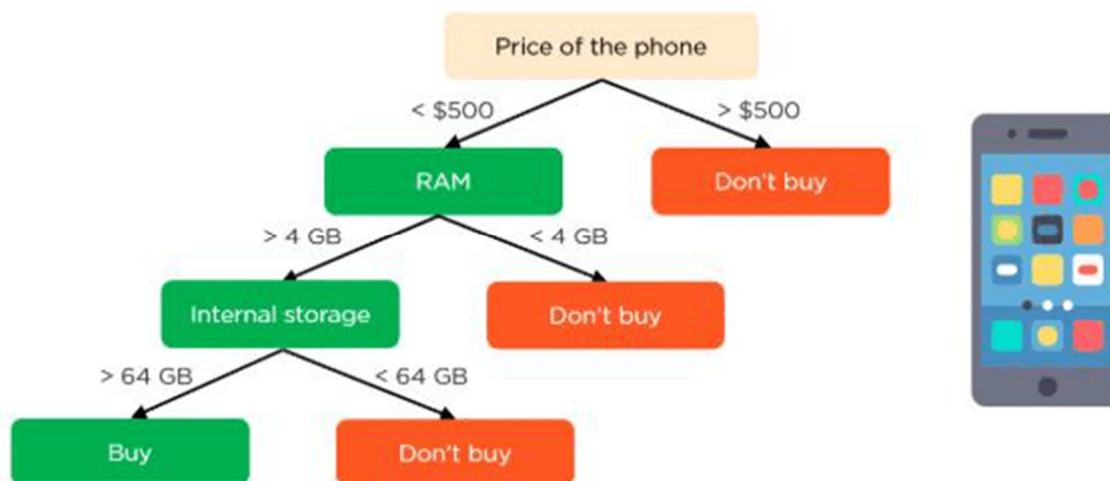 Price of the phone
< $500
> $500
RAM
Don't buy
> 4 GB
< 4 GB
Internal storage
Don't buy
> 64 GB
< 64 GB
Buy
Don't buy